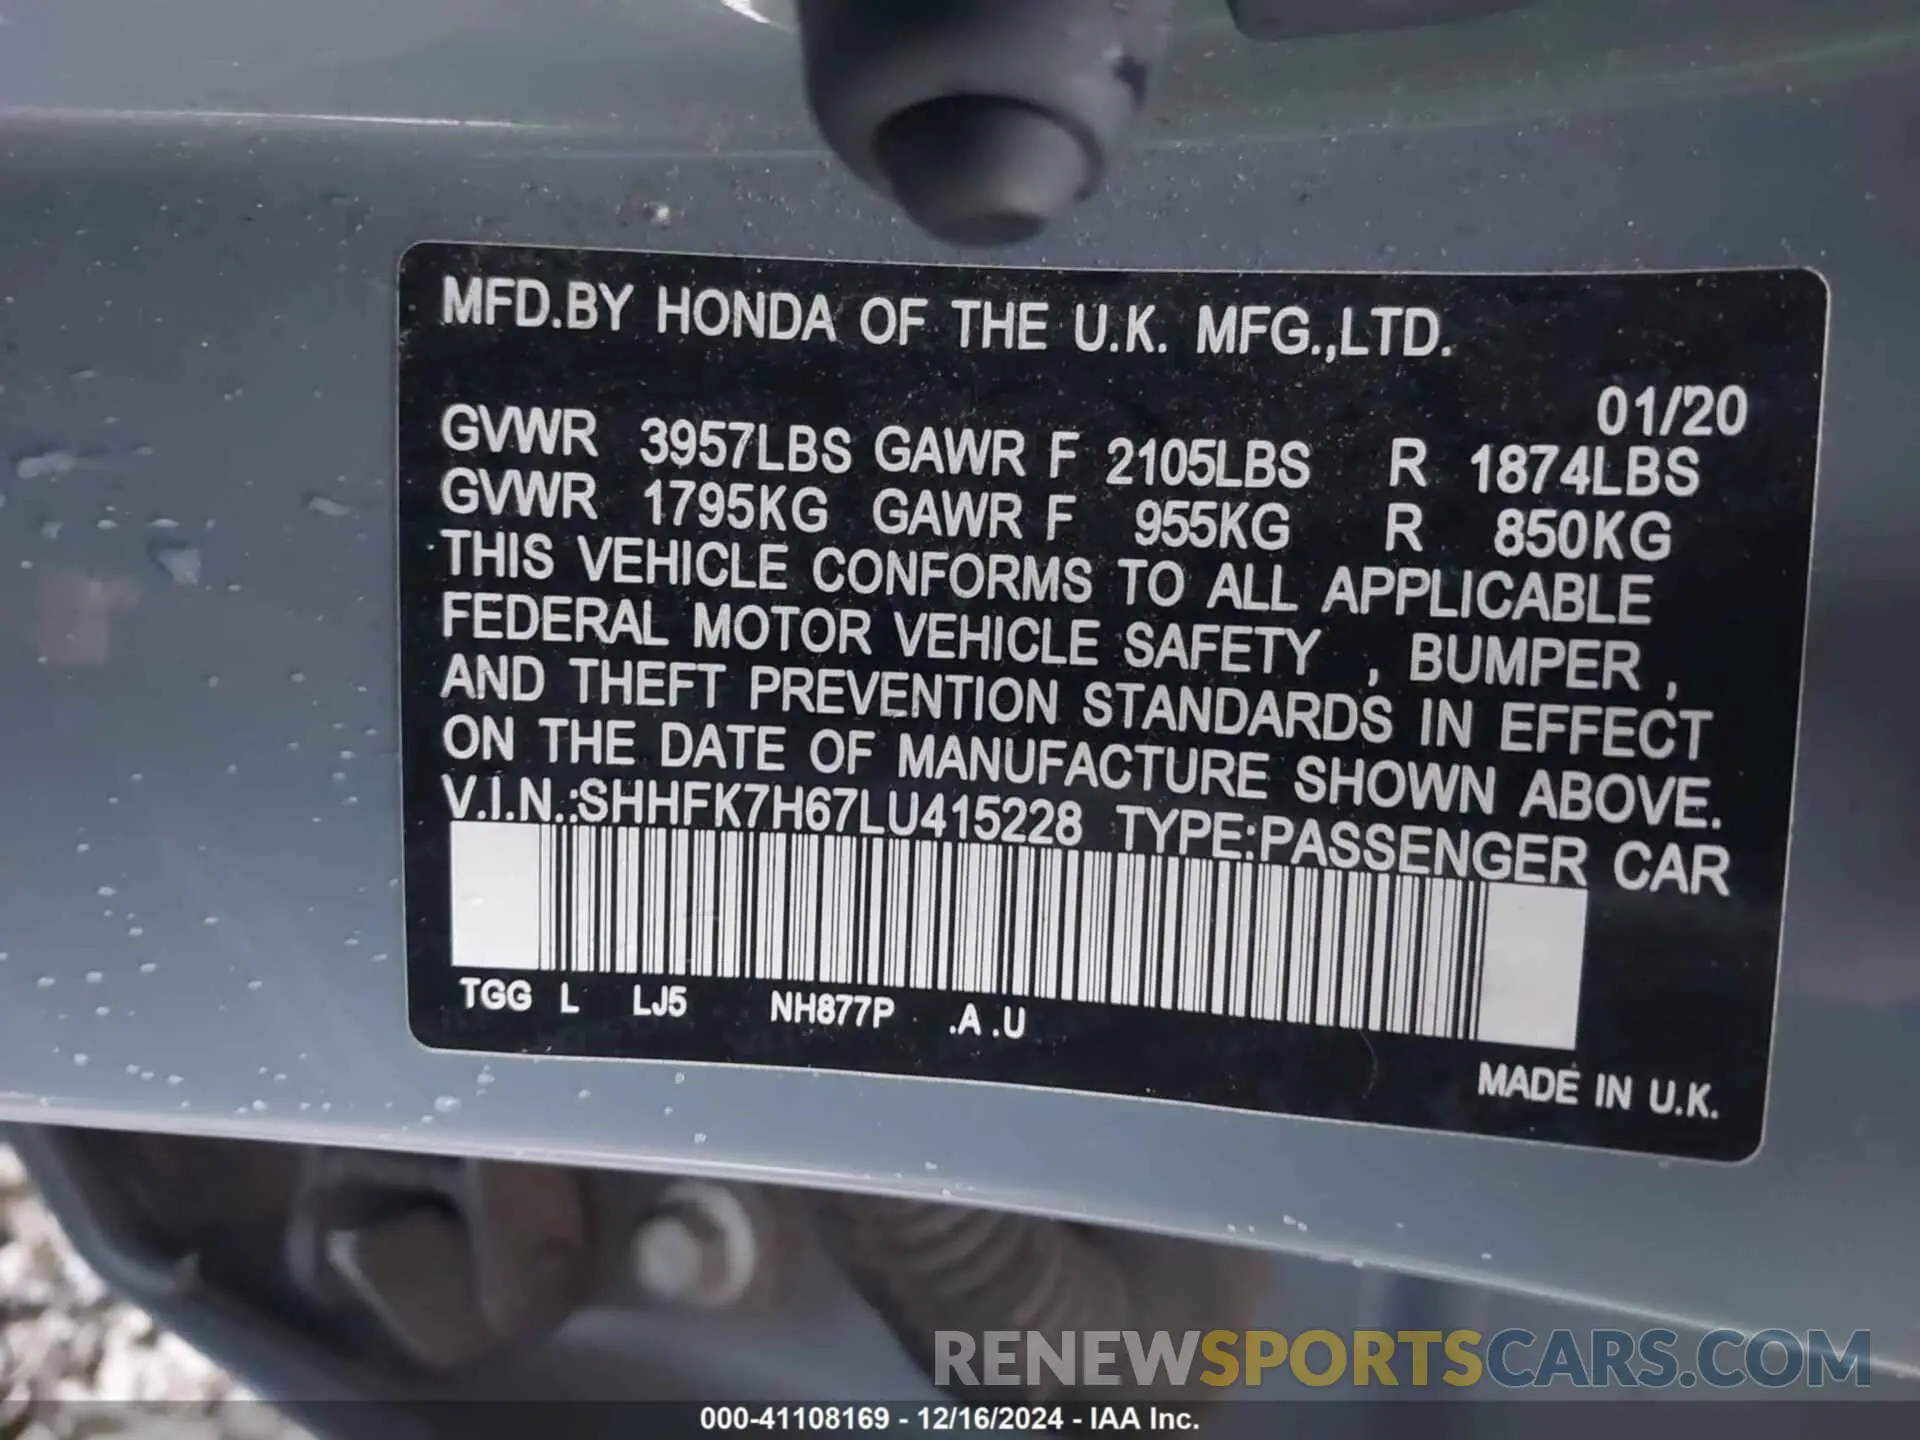 MFD.BY HONDA OF THE U.K. MFG.,LTD.
01/20
GVWR 3957LBS GAWR F 2105LBS R 1874LBS
GVWR 1795KG GAWR F 955KG R 850KG
THIS VEHICLE CONFORMS TO ALL APPLICABLE
FEDERAL MOTOR VEHICLE SAFETY , BUMPER ,
AND THEFT PREVENTION STANDARDS IN EFFECT
ON THE DATE OF MANUFACTURE SHOWN ABOVE.
V.I.N.:SHHFK7H67LU415228 TYPE:PASSENGER CAR
TGG L LJ5 NH877P .A .U
MADE IN U.K.
RENEWSPORTSCARS.COM
000-41108169 - 12/16/2024 - IAA Inc.